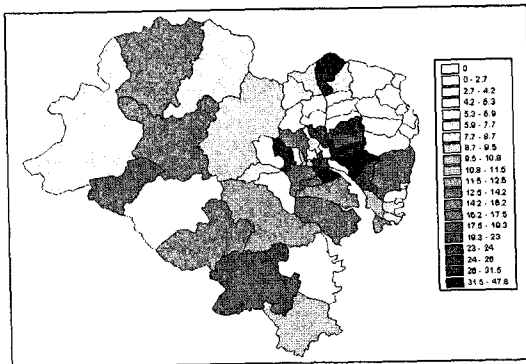 0
0 - 2.7
2.7 - 4.2
4.2 - 5.3
5.3 - 5.9
5.9 - 7.7
7.7 - 8.7
8.7 - 9.5
9.5 - 10.8
10.8 - 11.5
11.5 - 12.5
12.5 - 14.2
14.2 - 16.2
16.2 - 17.5
17.5 - 19.3
19.3 - 23
23 - 24
24 - 26
26 - 31.5
31.5 - 47.6